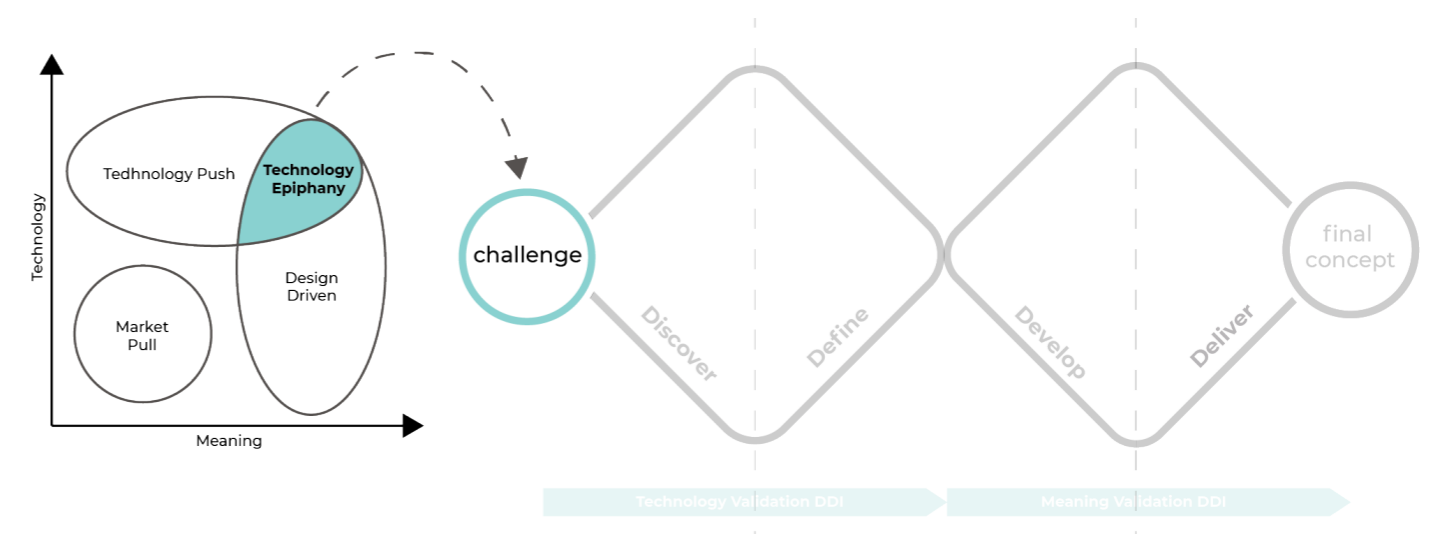 Technology
Tedhnology Push
Technology
Epiphany
Design
Driven
Market
Pull
Meaning
challenge
Discover
Define
Develop
Deliver
final
concept
Technology Validation DDI
Meaning Validation DDI